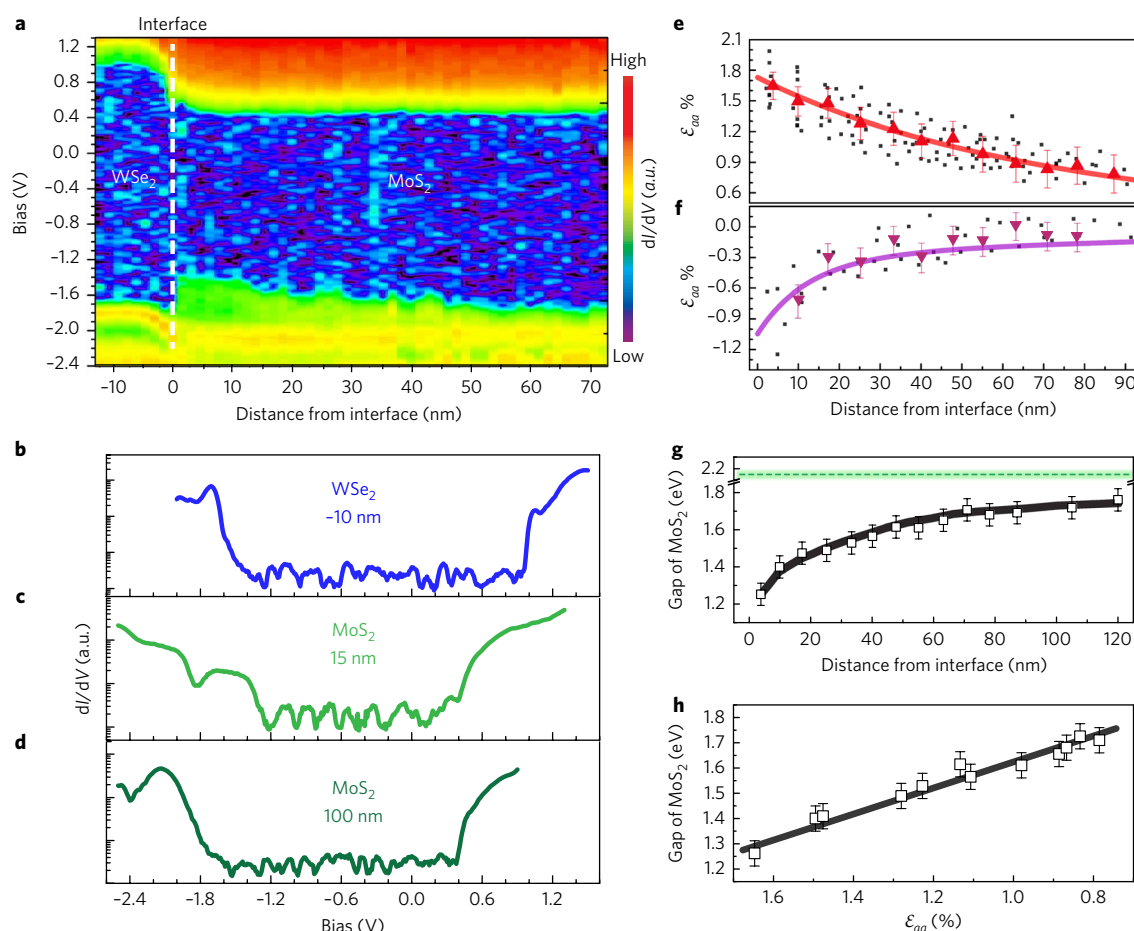 a
Interface
1.2
0.8
0.4
0.0
−0.4
−0.8
−1.2
−1.6
−2.0
−2.4
Bias (V)
WSe₂
MoS₂
−10
0
10
20
30
40
50
60
70
Distance from interface (nm)
High
dI/dV (a.u.)
Low
b
WSe₂
−10 nm
c
MoS₂
15 nm
dI/dV (a.u.)
d
MoS₂
100 nm
−2.4
−1.8
−1.2
−0.6
0.0
0.6
1.2
Bias (V)
e
2.1
1.8
1.5
1.2
0.9
0.6
Ɛaa %
f
0.0
−0.3
−0.6
−0.9
−1.2
Ɛaa %
0
10
20
30
40
50
60
70
80
90
Distance from interface (nm)
g
2.2
1.8
1.6
1.4
1.2
Gap of MoS₂ (eV)
0
20
40
60
80
100
120
Distance from interface (nm)
h
1.8
1.7
1.6
1.5
1.4
1.3
1.2
Gap of MoS₂ (eV)
1.6
1.4
1.2
1.0
0.8
Ɛaa (%)